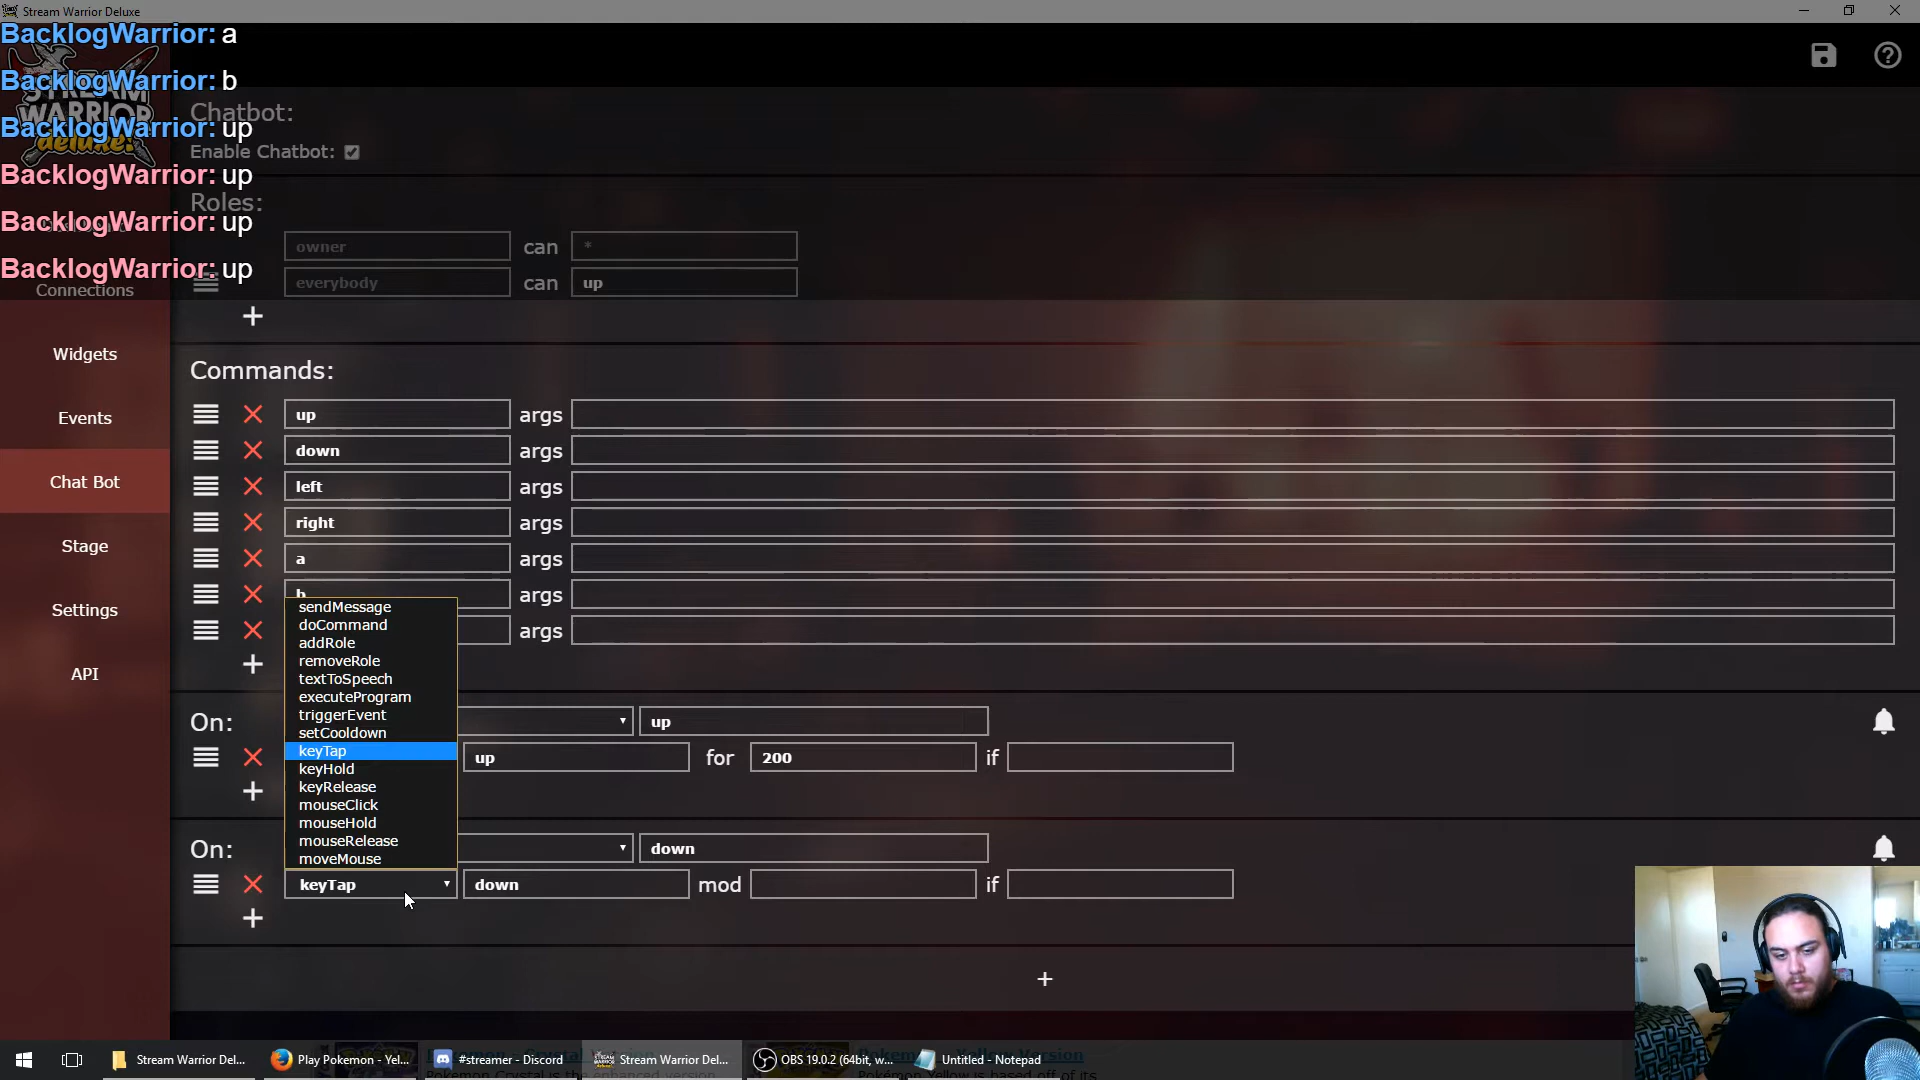 Stream Warrior Deluxe
BacklogWarrior: a
BacklogWarrior: b
BacklogWarrior: up
BacklogWarrior: up
BacklogWarrior: up
BacklogWarrior: up
STREAM
WARRIOR
deluxe!
Connections
Widgets
Events
Chat Bot
Stage
Settings
API
Chatbot:
Enable Chatbot:
Roles:
owner can *
everybody can up
+
Commands:
up args
down args
left args
right args
a args
b args
args
+
sendMessage
doCommand
addRole
removeRole
textToSpeech
executeProgram
triggerEvent
setCooldown
keyTap
keyHold
keyRelease
mouseClick
mouseHold
mouseRelease
moveMouse
On: up
up for 200 if
+
On: down
keyTap down mod if
+
+
Stream Warrior Del...
Play Pokemon - Yel...
#streamer - Discord
Stream Warrior Del...
OBS 19.0.2 (64bit, w...
Untitled - Notepad